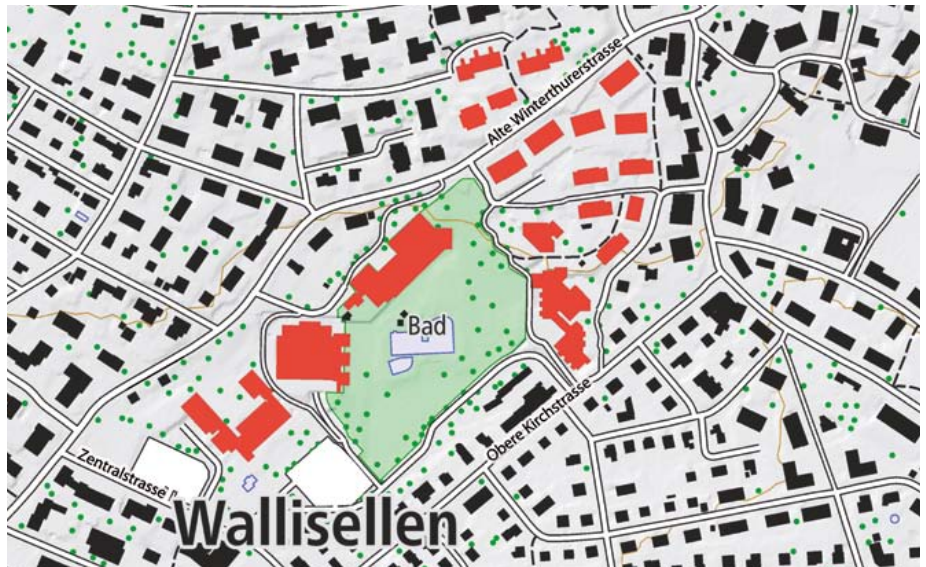 Alte Winterthurerstrasse
Bad
Obere Kirchstrasse
Zentralstrasse
Wallisellen